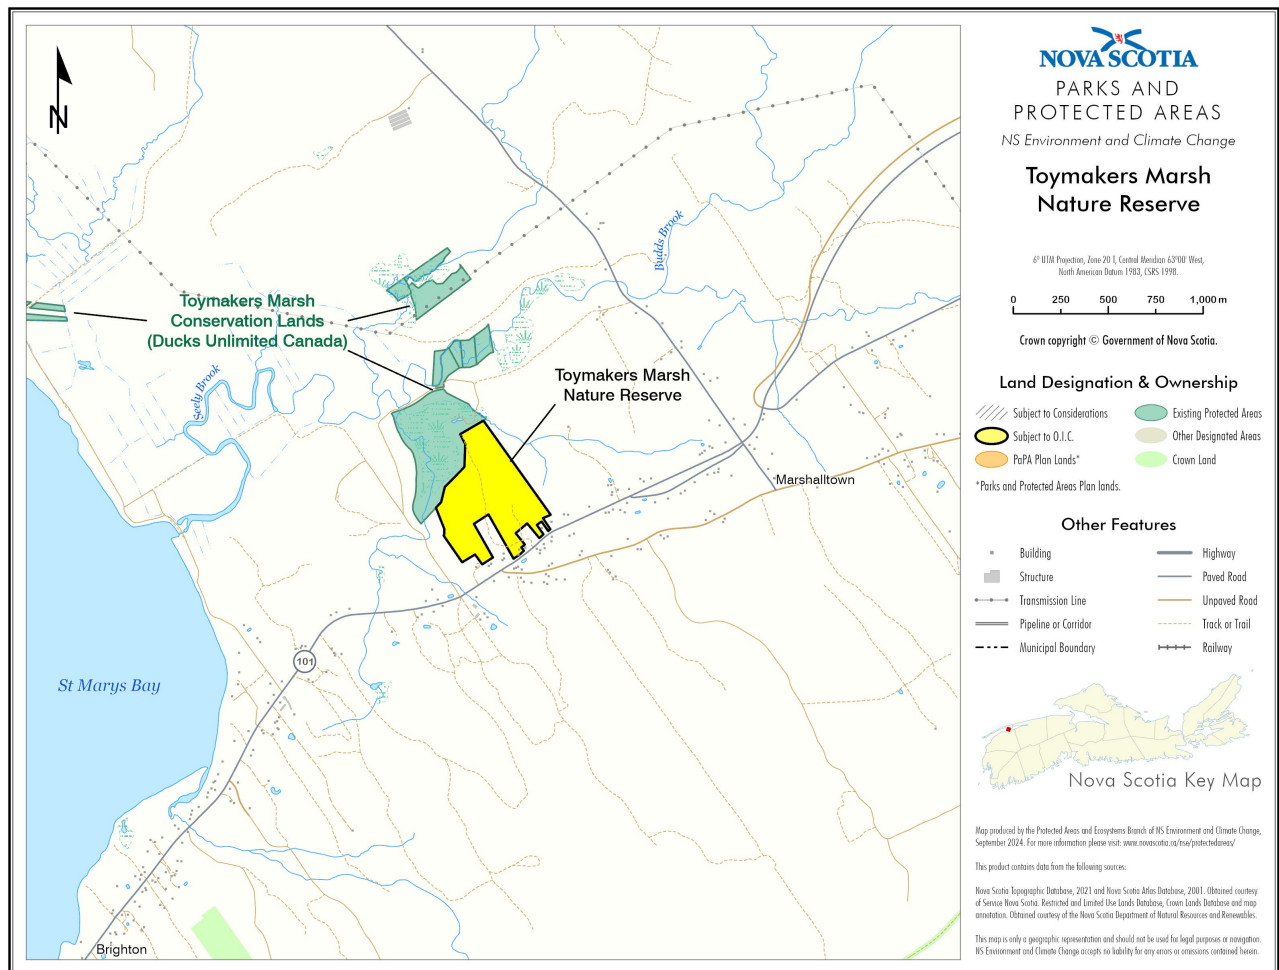 N
Toymakers Marsh
Conservation Lands
(Ducks Unlimited Canada)
Toymakers Marsh
Nature Reserve
Budds Brook
Seely Brook
Marshalltown
101
St Marys Bay
Brighton
NOVA SCOTIA
PARKS AND
PROTECTED AREAS
NS Environment and Climate Change
Toymakers Marsh
Nature Reserve
6° UTM Projection, Zone 20 T, Central Meridian 63°00' West,
North American Datum 1983, CSRS 1998.
0 250 500 750 1,000 m
Crown copyright © Government of Nova Scotia.
Land Designation & Ownership
Subject to Considerations
Existing Protected Areas
Subject to O.I.C.
Other Designated Areas
PaPA Plan Lands*
Crown Land
*Parks and Protected Areas Plan lands.
Other Features
Building
Highway
Structure
Paved Road
Transmission Line
Unpaved Road
Pipeline or Corridor
Track or Trail
Municipal Boundary
Railway
Nova Scotia Key Map
Map produced by the Protected Areas and Ecosystems Branch of NS Environment and Climate Change,
September 2024. For more information please visit: www.novascotia.ca/nse/protectedareas/
This product contains data from the following sources:
Nova Scotia Topographic Database, 2021 and Nova Scotia Atlas Database, 2001. Obtained courtesy
of Service Nova Scotia. Restricted and Limited Use Lands Database, Crown Lands Database and map
annotation. Obtained courtesy of the Nova Scotia Department of Natural Resources and Renewables.
This map is only a geographic representation and should not be used for legal purposes or navigation.
NS Environment and Climate Change accepts no liability for any errors or omissions contained herein.